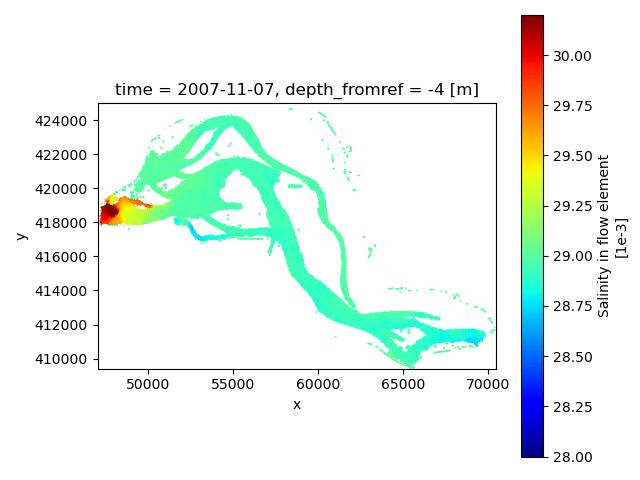 time = 2007-11-07, depth_fromref = -4 [m]
424000
422000
420000
418000
416000
414000
412000
410000
y
50000 55000 60000 65000 70000
x
30.00
29.75
29.50
29.25
29.00
28.75
28.50
28.25
28.00
Salinity in flow element
[1e-3]